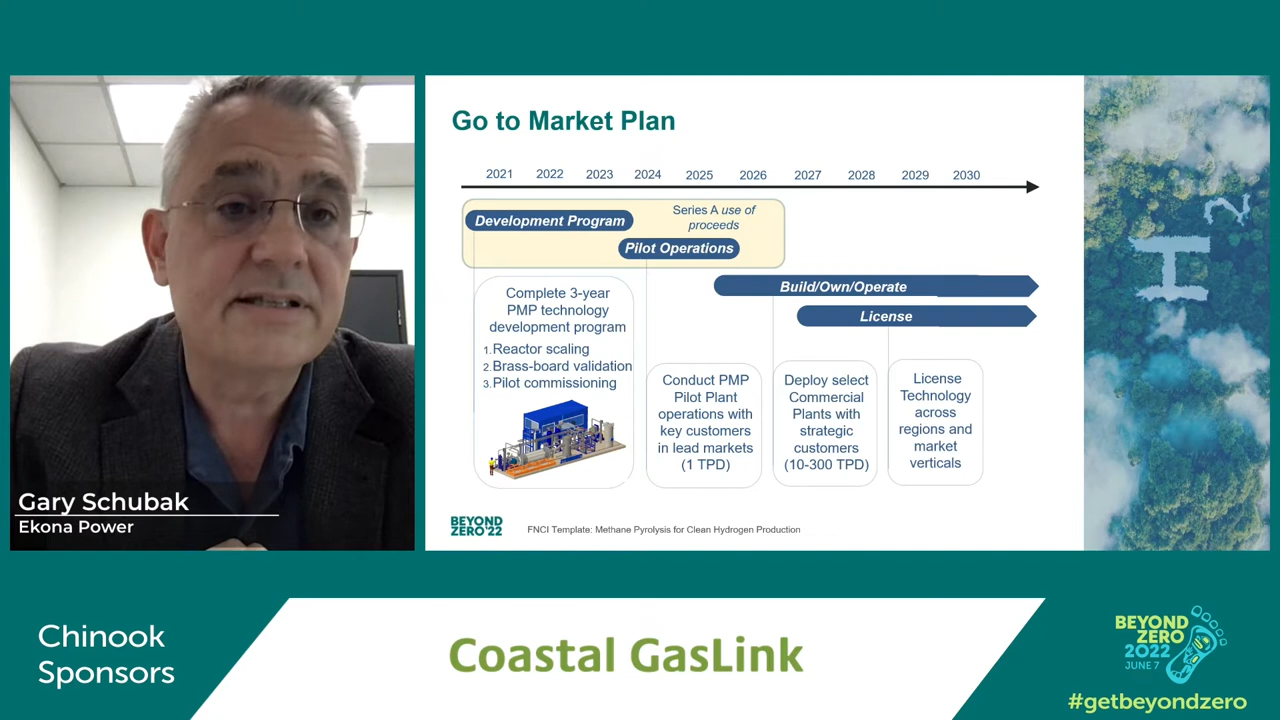 Gary Schubak
Ekona Power
Go to Market Plan
2021 2022 2023 2024 2025 2026 2027 2028 2029 2030
Development Program
Series A use of
proceeds
Pilot Operations
Build/Own/Operate
License
Complete 3-year
PMP technology
development program
1.Reactor scaling
2.Brass-board validation
3.Pilot commissioning
Conduct PMP
Pilot Plant
operations with
key customers
in lead markets
(1 TPD)
Deploy select
Commercial
Plants with
strategic
customers
(10-300 TPD)
License
Technology
across
regions and
market
verticals
BEYOND
ZERO'22
FNCI Template: Methane Pyrolysis for Clean Hydrogen Production
H2
Chinook
Sponsors
Coastal GasLink
BEYOND
ZERO
2022
JUNE 7
#getbeyondzero